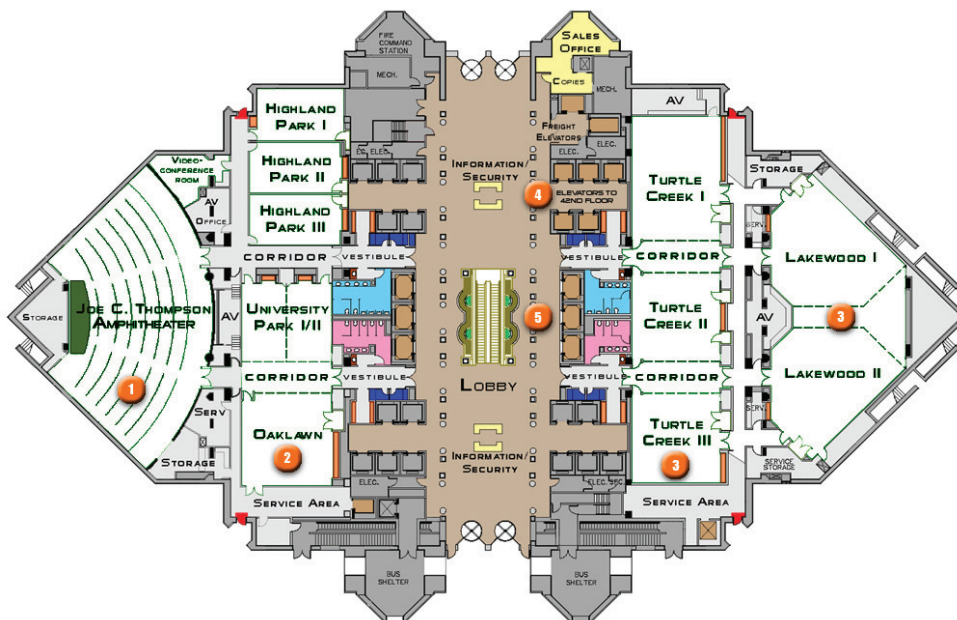 FIRE
COMMAND
STATION
MECH.
SALES
OFFICE
COPIES
MECH.
AV
HIGHLAND
PARK I
FREIGHT
ELEVATORS
ELEC.
ELEC.
ELEC.
INFORMATION/
SECURITY
VIDEO-
CONFERENCE
ROOM
HIGHLAND
PARK II
STORAGE
TURTLE
CREEK I
4
ELEVATORS TO
42ND FLOOR
AV
OFFICE
HIGHLAND
PARK III
SERV.
CORRIDOR
VESTIBULE
VESTIBULE
CORRIDOR
LAKEWOOD I
STORAGE
JOE C. THOMPSON
AMPHITHEATER
AV
UNIVERSITY
PARK I/II
5
TURTLE
CREEK II
AV
3
1
CORRIDOR
VESTIBULE
LOBBY
VESTIBULE
CORRIDOR
LAKEWOOD II
SERV
SERV.
OAKLAWN
2
TURTLE
CREEK III
3
INFORMATION/
SECURITY
STORAGE
SERVICE
STORAGE
ELEC.
ELEC.
SERVICE AREA
SERVICE AREA
BUS
SHELTER
BUS
SHELTER